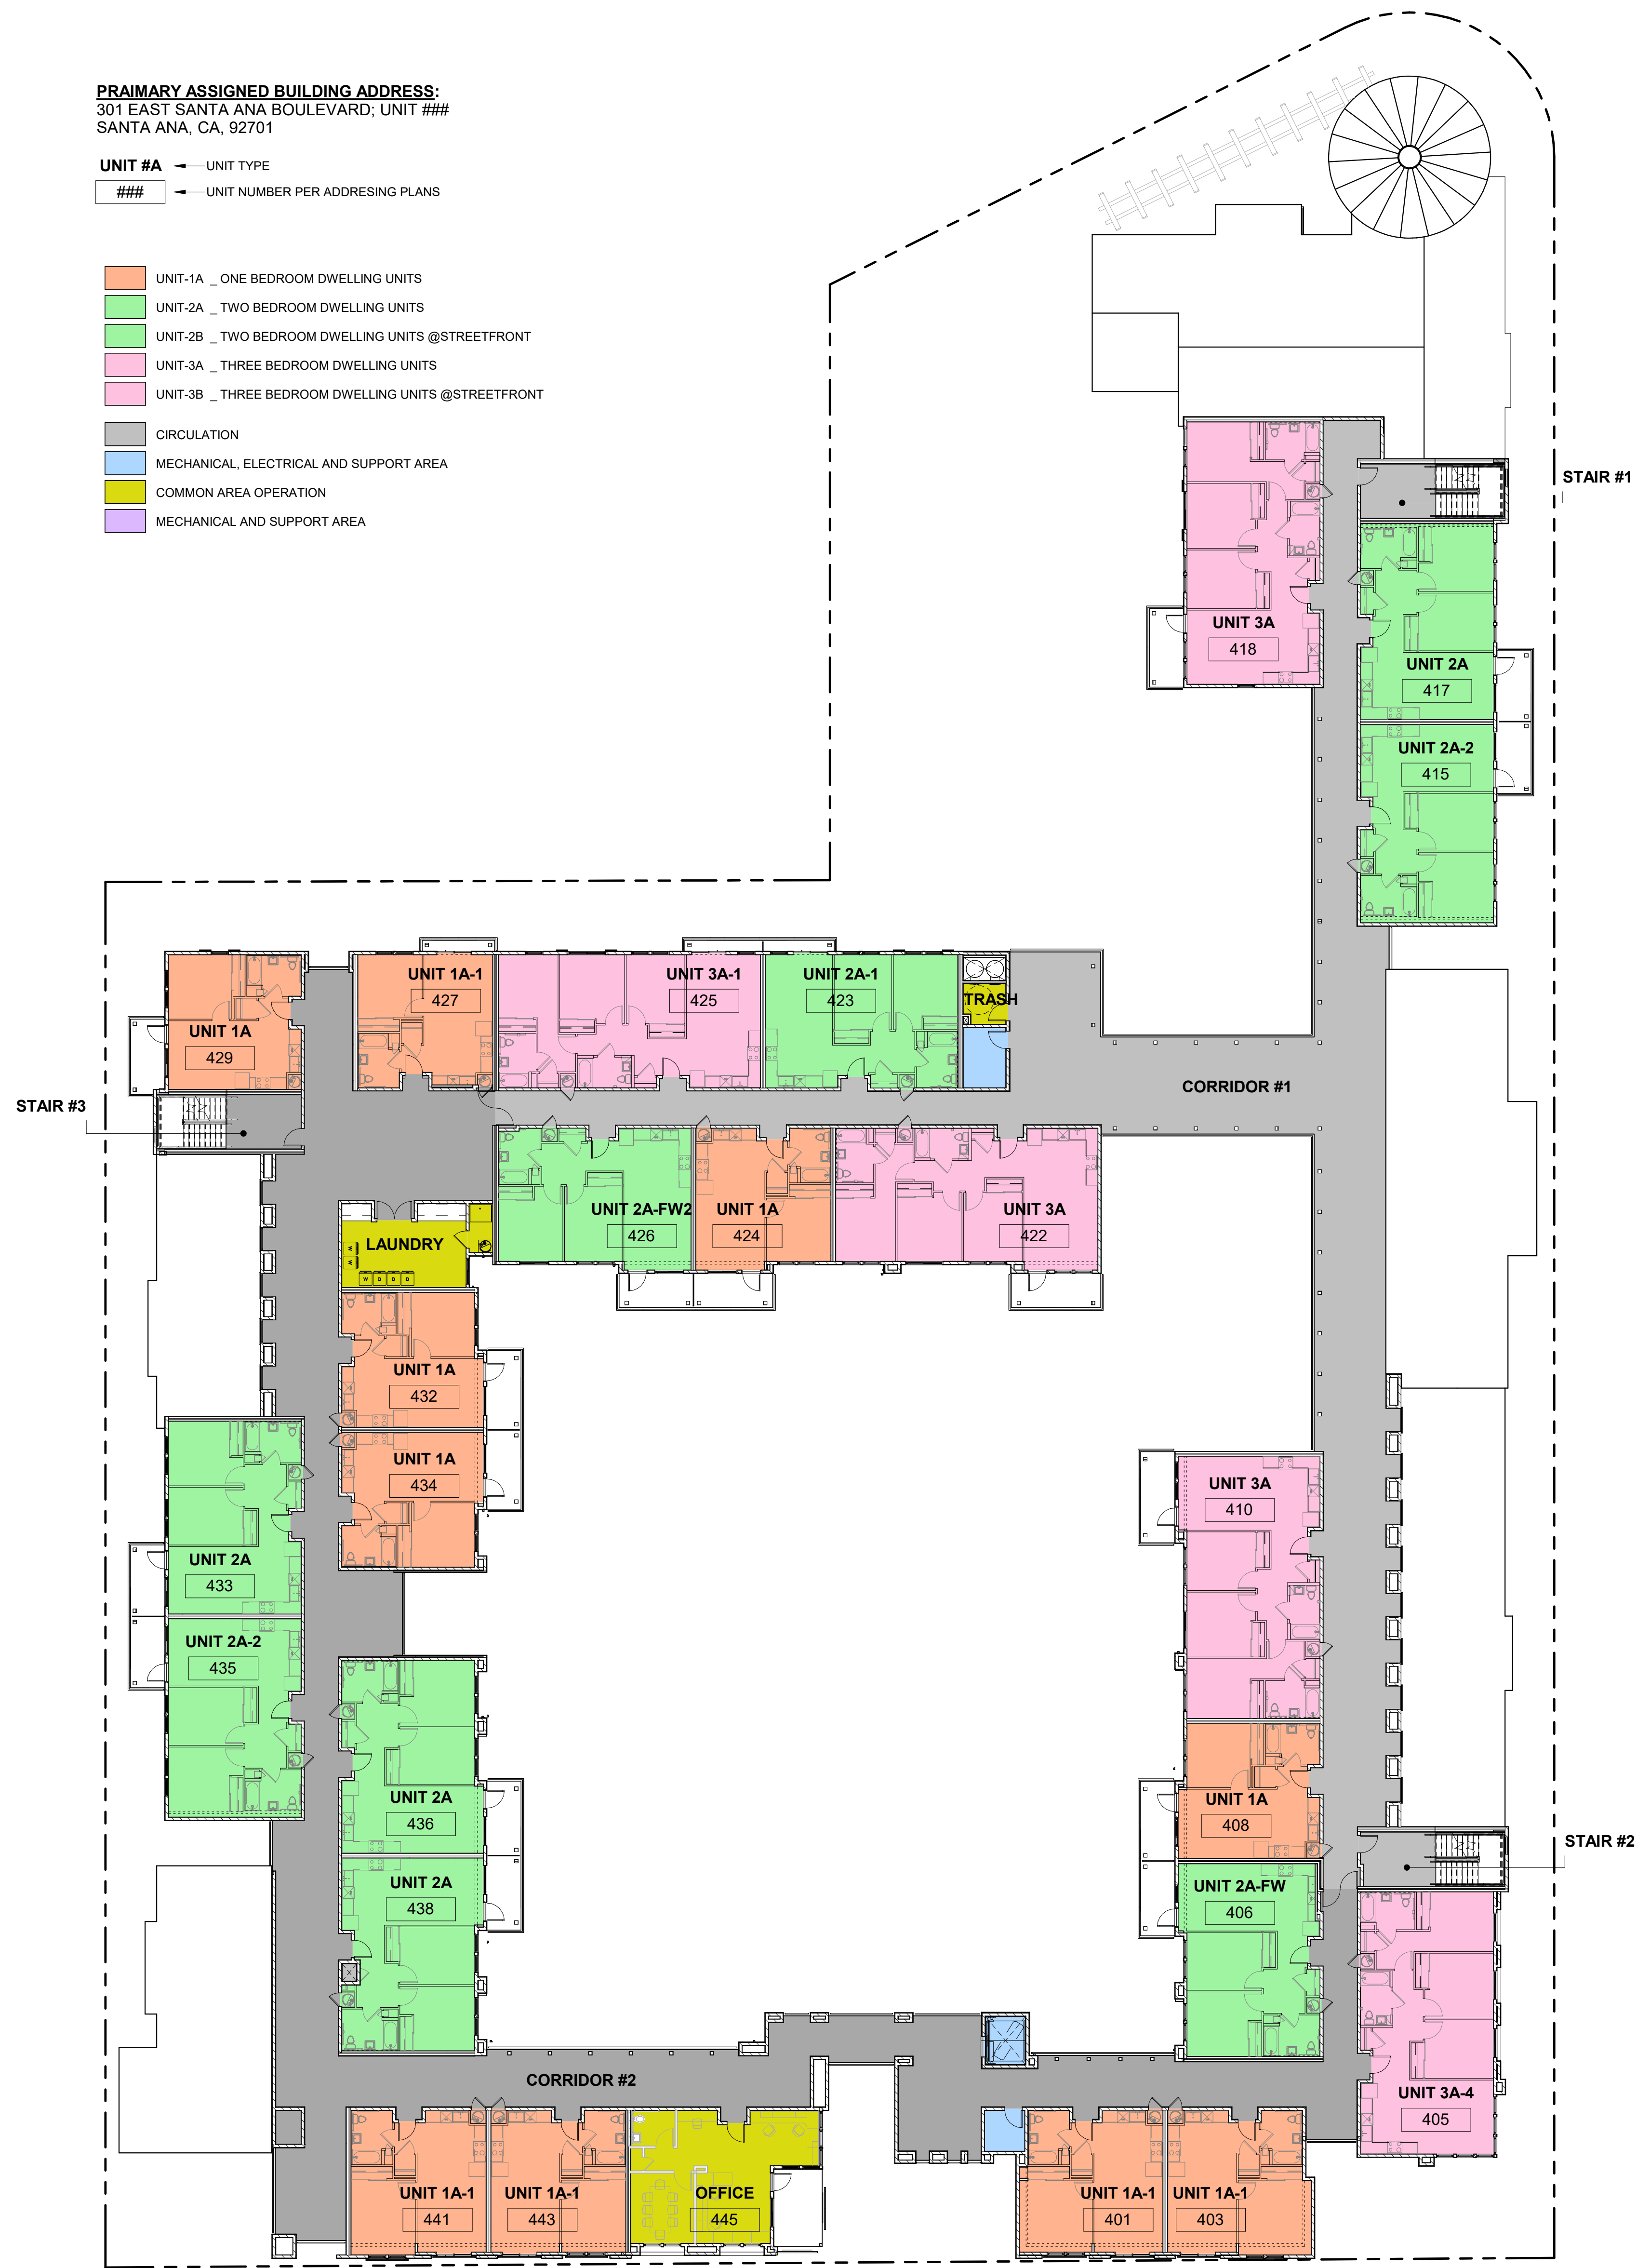 PRAIMARY ASSIGNED BUILDING ADDRESS:
301 EAST SANTA ANA BOULEVARD; UNIT ###
SANTA ANA, CA, 92701
UNIT #A
UNIT TYPE
###
UNIT NUMBER PER ADDRESING PLANS
UNIT-1A _ ONE BEDROOM DWELLING UNITS
UNIT-2A _ TWO BEDROOM DWELLING UNITS
UNIT-2B _ TWO BEDROOM DWELLING UNITS @STREETFRONT
UNIT-3A _ THREE BEDROOM DWELLING UNITS
UNIT-3B _ THREE BEDROOM DWELLING UNITS @STREETFRONT
CIRCULATION
MECHANICAL, ELECTRICAL AND SUPPORT AREA
COMMON AREA OPERATION
MECHANICAL AND SUPPORT AREA
STAIR #1
UNIT 3A
418
UNIT 2A
417
UNIT 2A-2
415
UNIT 1A-1
427
UNIT 3A-1
425
UNIT 2A-1
423
TRASH
UNIT 1A
429
CORRIDOR #1
STAIR #3
UNIT 2A-FW2
426
UNIT 1A
424
UNIT 3A
422
LAUNDRY
W
W
W
D
D
D
UNIT 1A
432
UNIT 1A
434
UNIT 3A
410
UNIT 2A
433
UNIT 2A-2
435
UNIT 2A
436
UNIT 1A
408
STAIR #2
UNIT 2A
438
UNIT 2A-FW
406
CORRIDOR #2
UNIT 3A-4
405
UNIT 1A-1
441
UNIT 1A-1
443
OFFICE
445
UNIT 1A-1
401
UNIT 1A-1
403